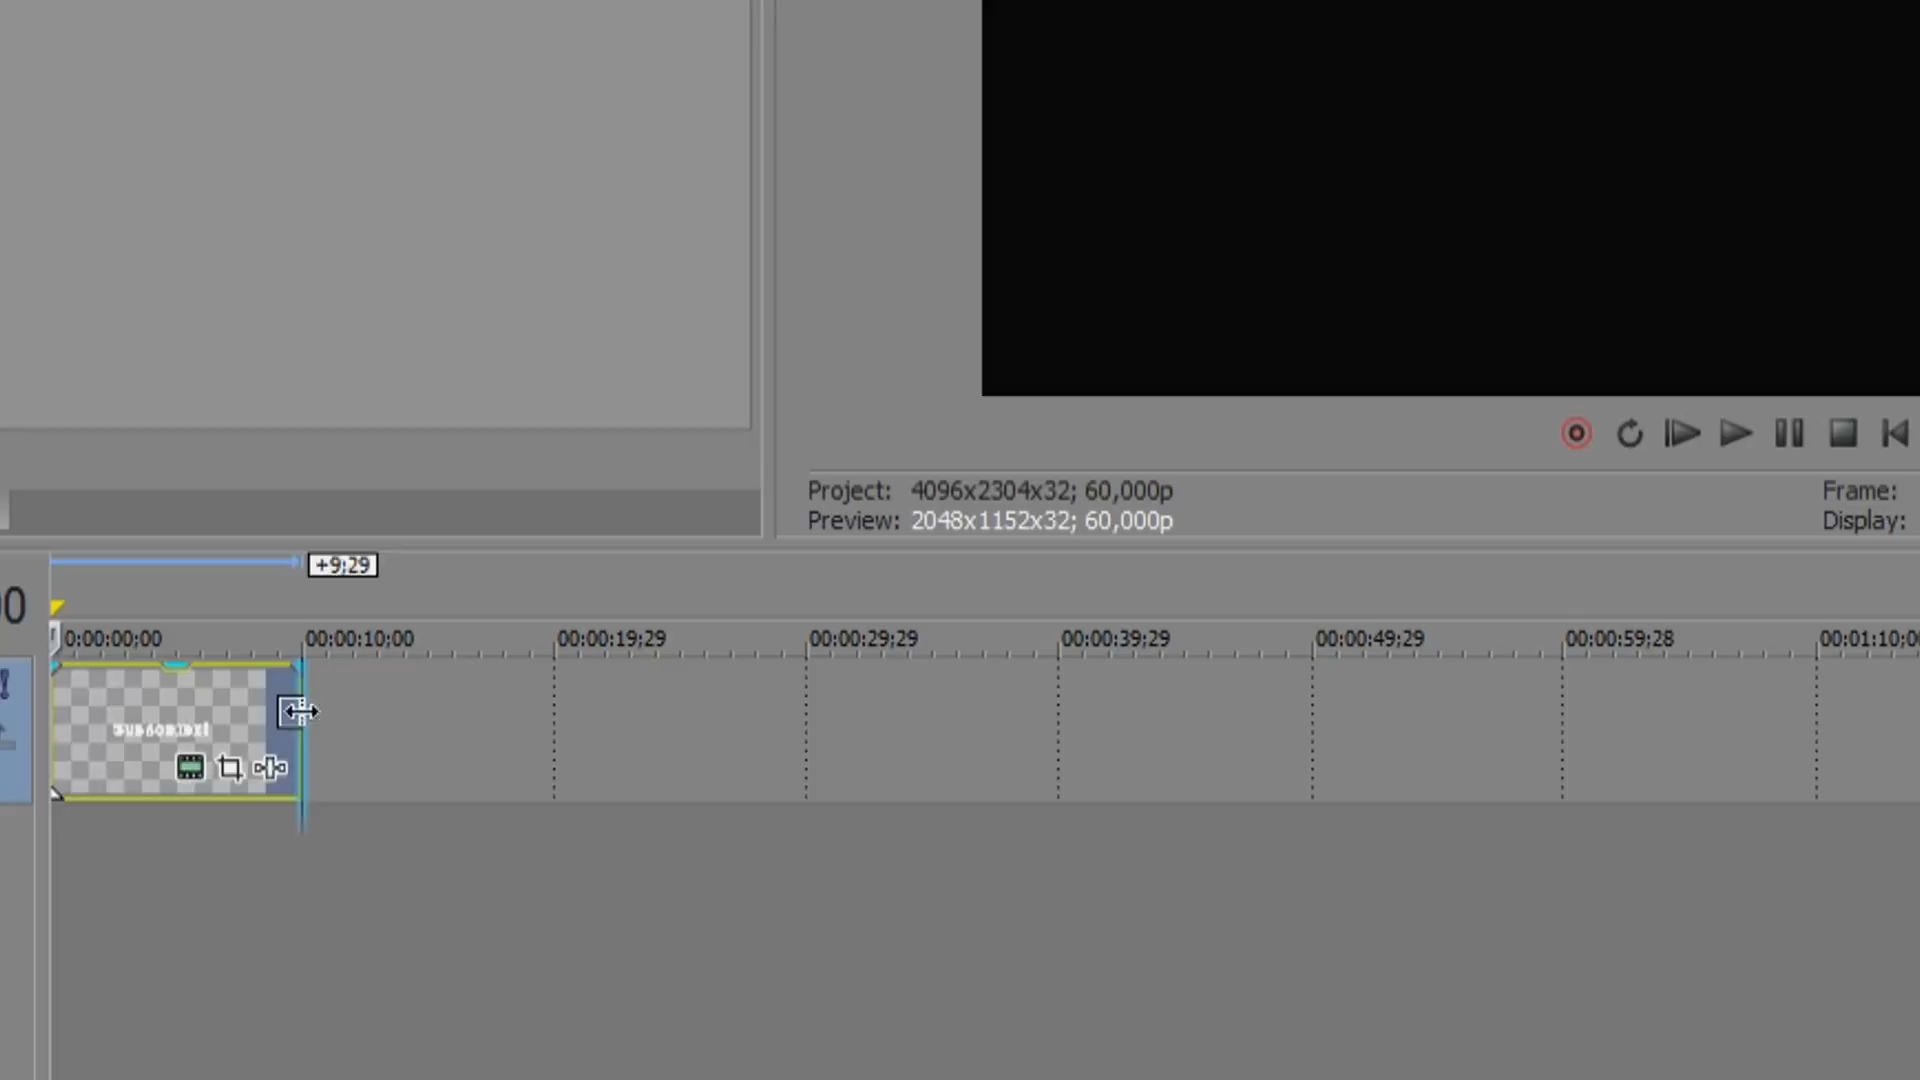 Project: 4096x2304x32; 60,000p
Frame:
Preview: 2048x1152x32; 60,000p
Display:
+9;29
0:00:00;00
00:00:10;00
00:00:19;29
00:00:29;29
00:00:39;29
00:00:49;29
00:00:59;28
00:01:10;0